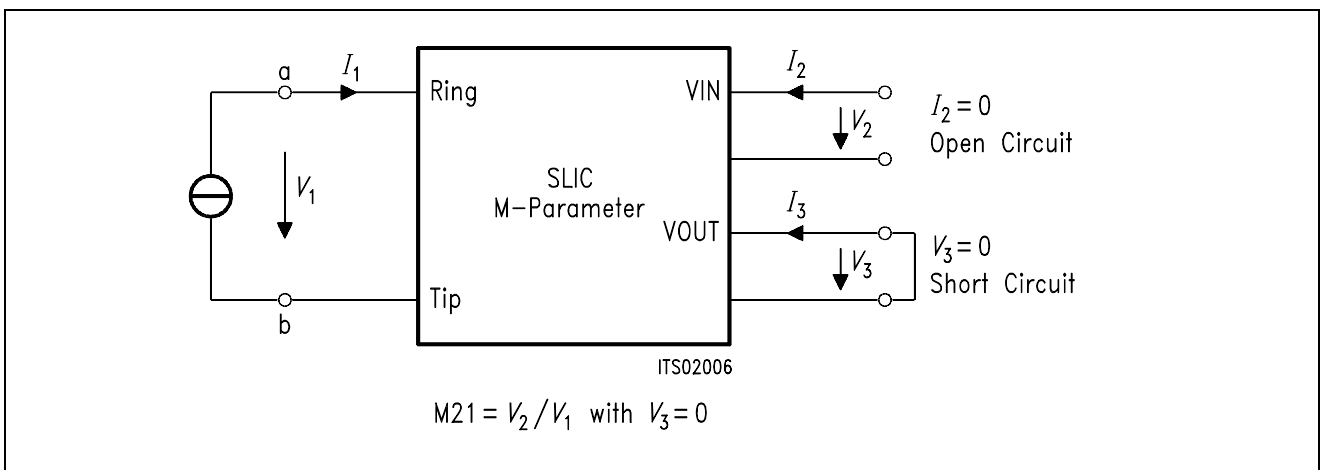 a
I₁
Ring
V₁
b
Tip
SLIC
M-Parameter
VIN
I₂
V₂
I₂ = 0
Open Circuit
VOUT
I₃
V₃
V₃ = 0
Short Circuit
ITS02006
M21 = V₂/V₁ with V₃ = 0